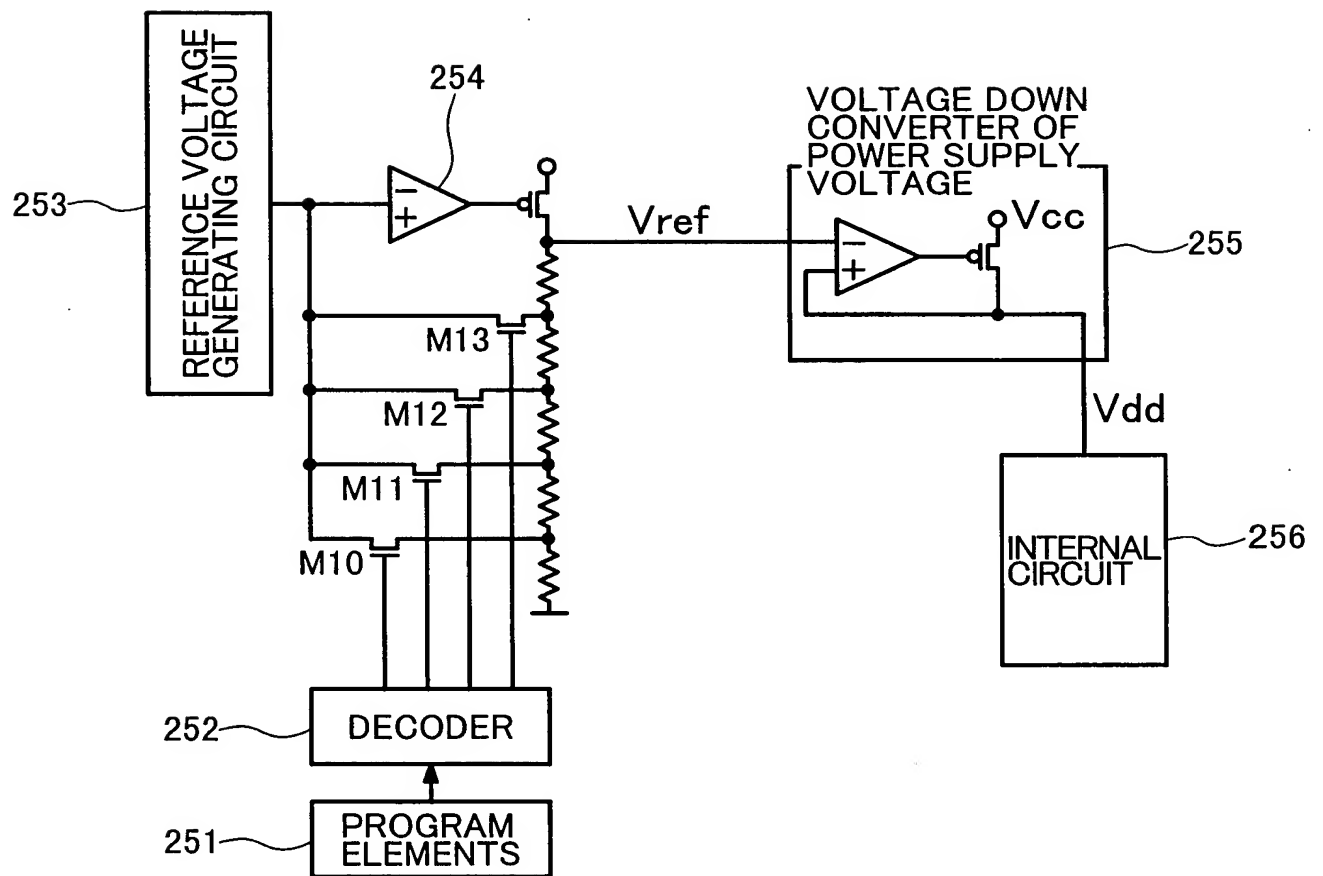 REFERENCE VOLTAGE
GENERATING CIRCUIT
253
254
−
+
Vref
VOLTAGE DOWN
CONVERTER OF
POWER SUPPLY
VOLTAGE
−
+
Vcc
255
M13
M12
M11
M10
Vdd
INTERNAL
CIRCUIT
256
252
DECODER
251
PROGRAM
ELEMENTS